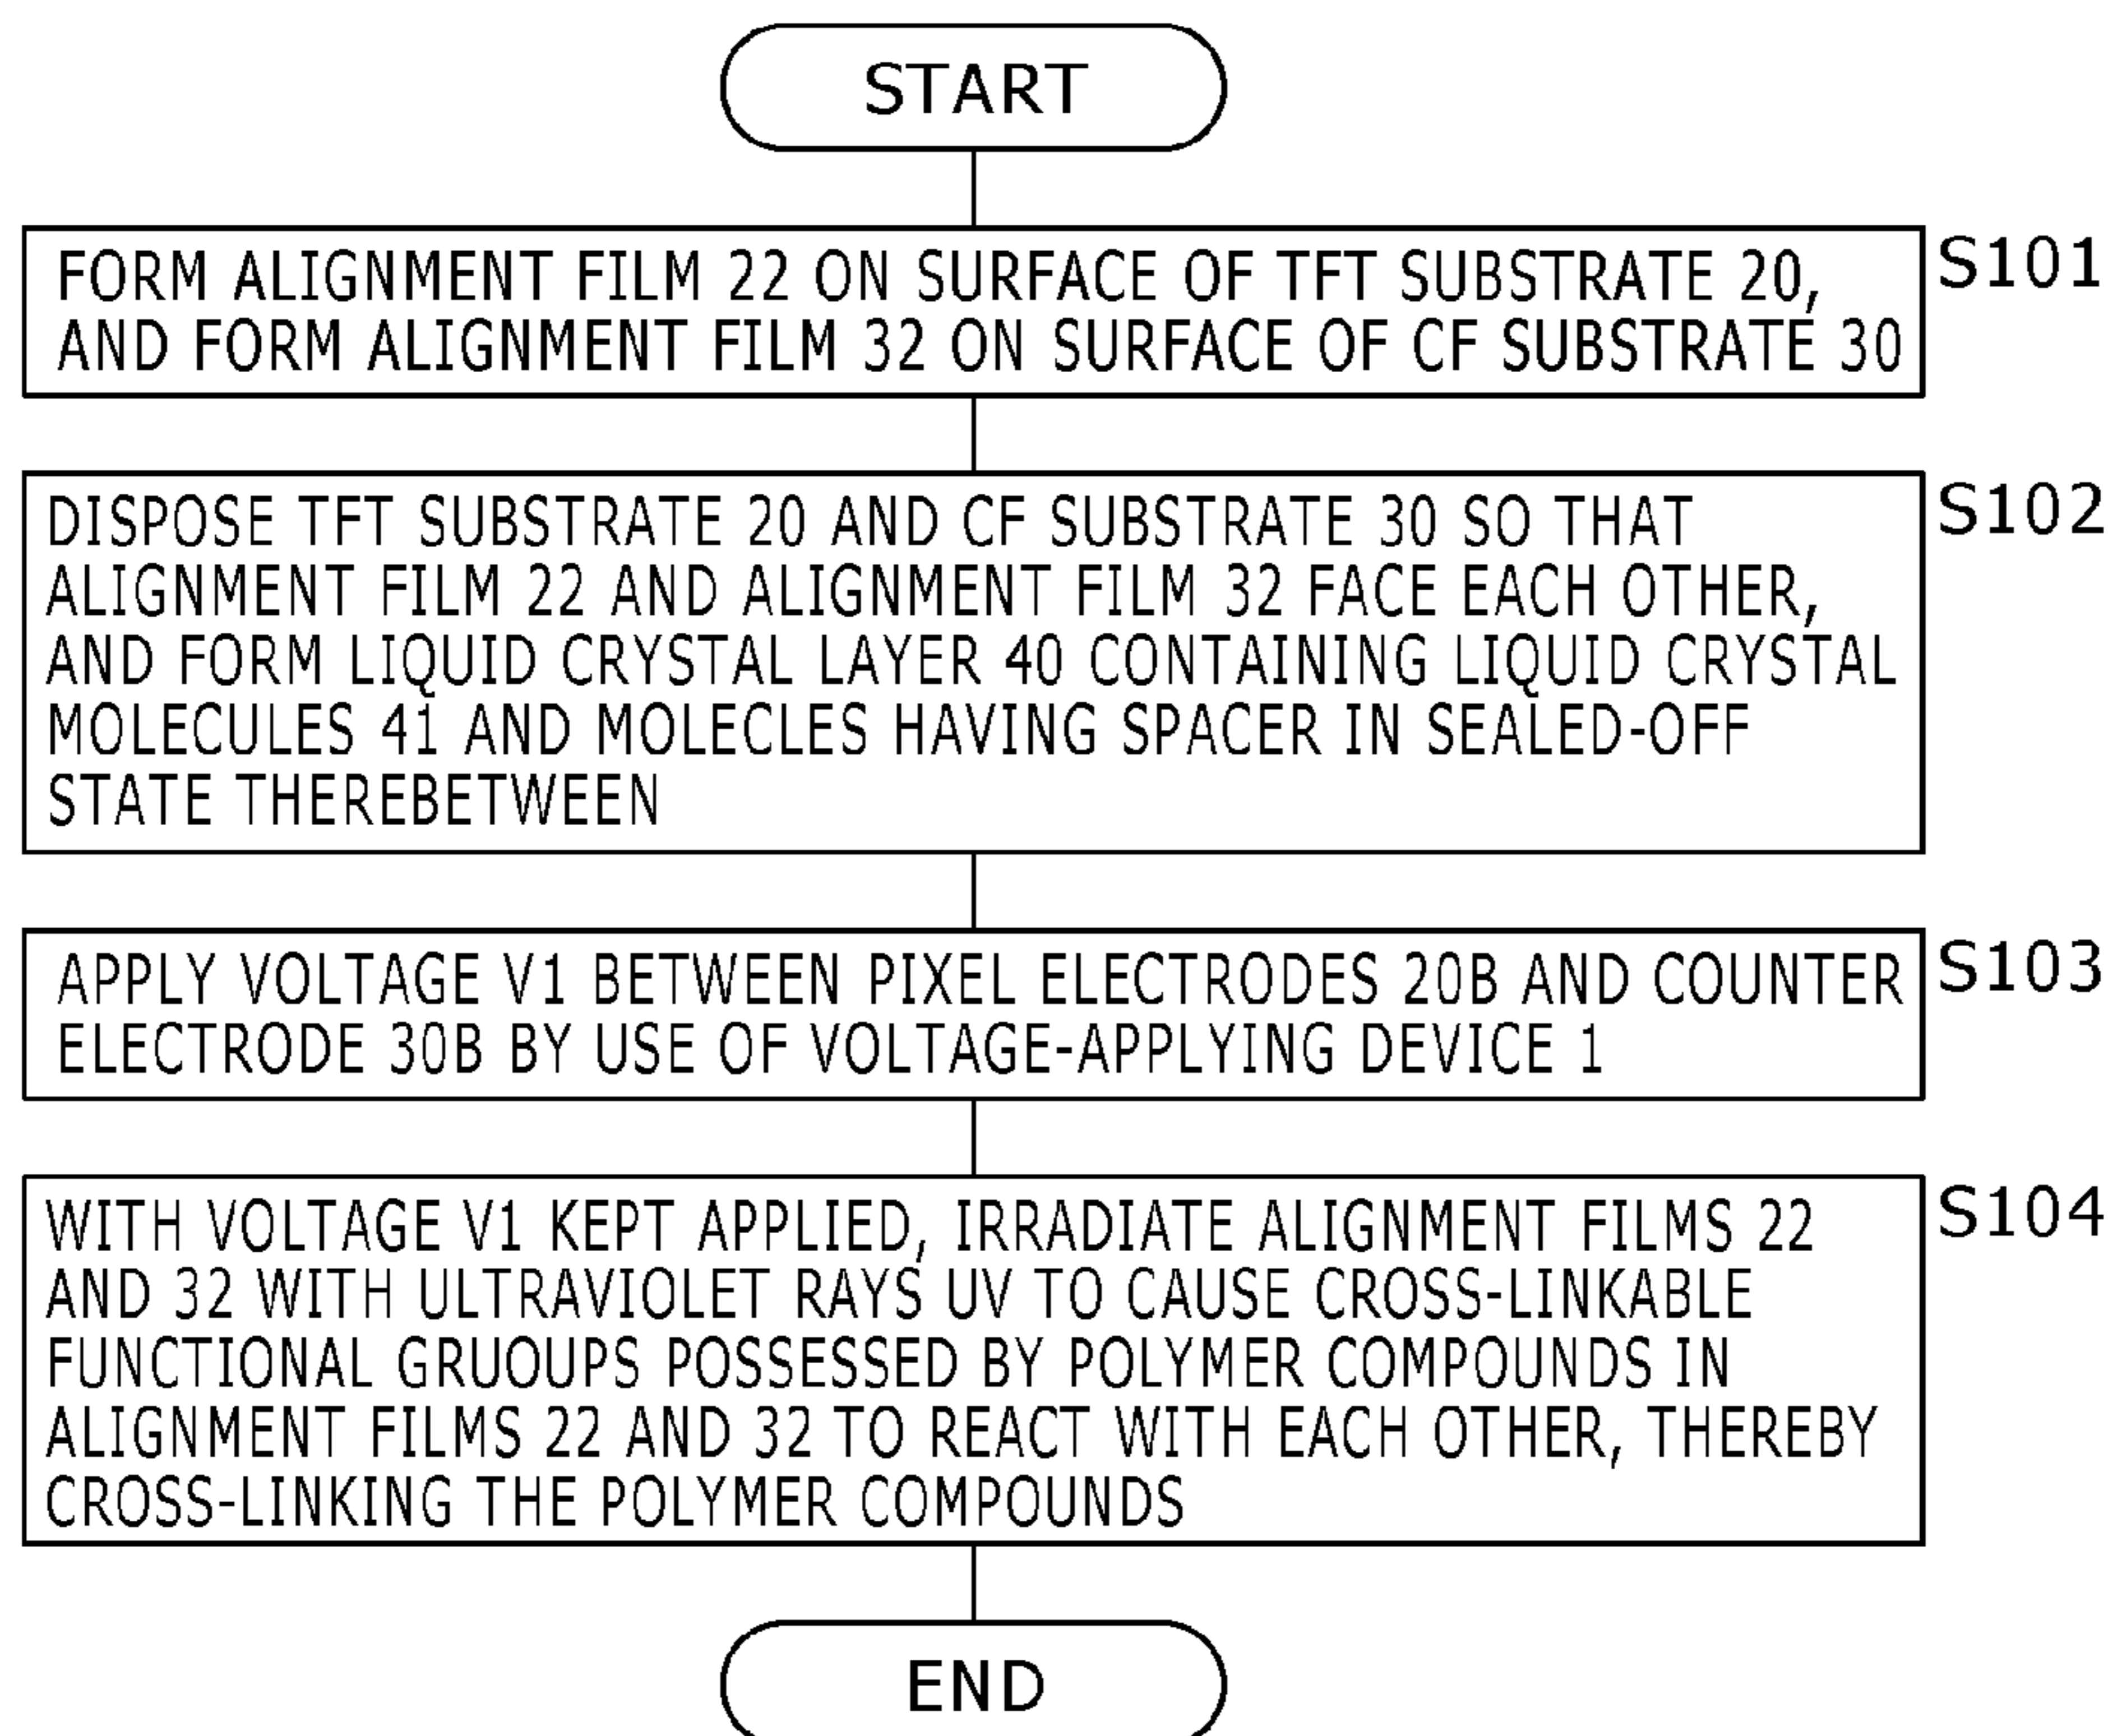 START
FORM ALIGNMENT FILM 22 ON SURFACE OF TFT SUBSTRATE 20,
AND FORM ALIGNMENT FILM 32 ON SURFACE OF CF SUBSTRATE 30
S101
DISPOSE TFT SUBSTRATE 20 AND CF SUBSTRATE 30 SO THAT
ALIGNMENT FILM 22 AND ALIGNMENT FILM 32 FACE EACH OTHER,
AND FORM LIQUID CRYSTAL LAYER 40 CONTAINING LIQUID CRYSTAL
MOLECULES 41 AND MOLECLES HAVING SPACER IN SEALED-OFF
STATE THEREBETWEEN
S102
APPLY VOLTAGE V1 BETWEEN PIXEL ELECTRODES 20B AND COUNTER
ELECTRODE 30B BY USE OF VOLTAGE-APPLYING DEVICE 1
S103
WITH VOLTAGE V1 KEPT APPLIED, IRRADIATE ALIGNMENT FILMS 22
AND 32 WITH ULTRAVIOLET RAYS UV TO CAUSE CROSS-LINKABLE
FUNCTIONAL GRUOUPS POSSESSED BY POLYMER COMPOUNDS IN
ALIGNMENT FILMS 22 AND 32 TO REACT WITH EACH OTHER, THEREBY
CROSS-LINKING THE POLYMER COMPOUNDS
S104
END